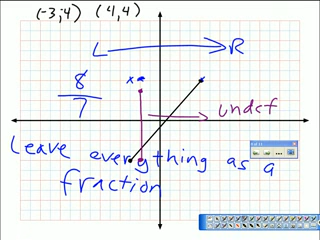 (-3,-4) (4,4)
L R
8
7
undef
Leave everything as a
fraction